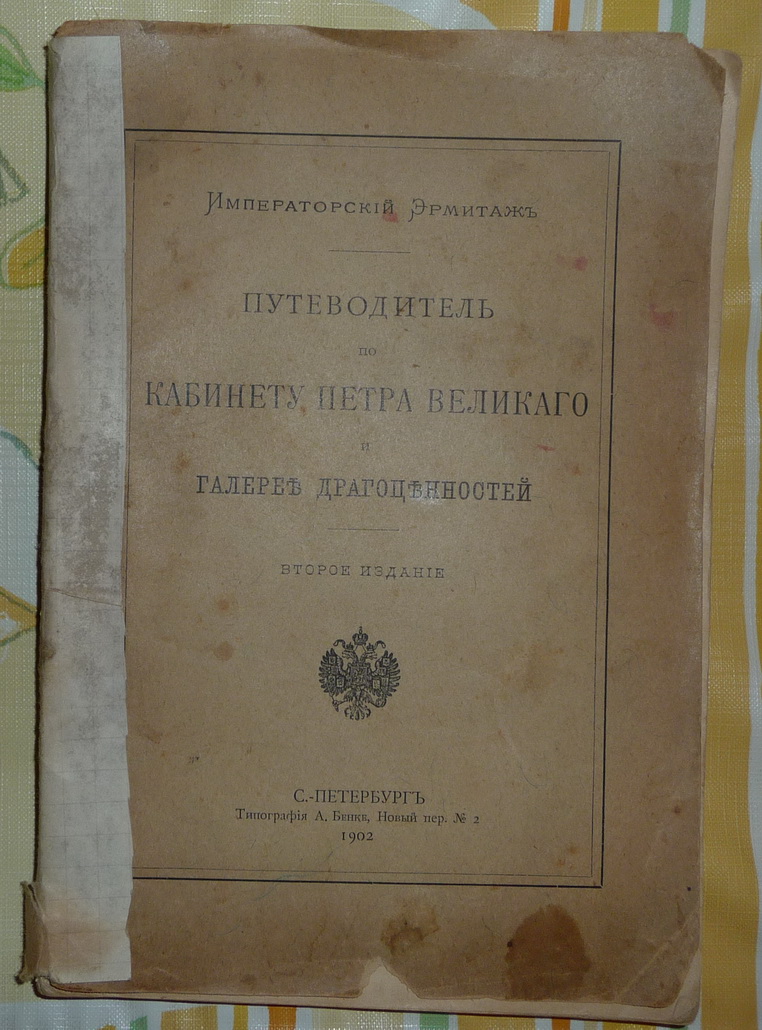 Императорскій Эрмитажъ
ПУТЕВОДИТЕЛЬ
ПО
КАБИНЕТУ ПЕТРА ВЕЛИКАГО
И
ГАЛЕРЕѢ ДРАГОЦѢННОСТЕЙ
ВТОРОЕ ИЗДАНІЕ
С.-ПЕТЕРБУРГЪ
Типографія А. Бенке, Новый пер. № 2
1902